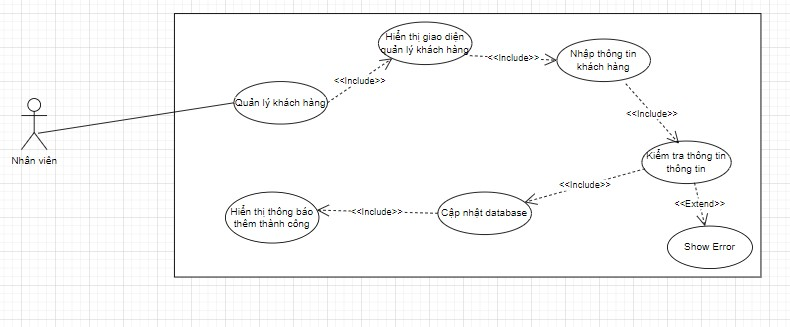 Hiển thị giao diện
quản lý khách hàng
<<Include>>
Nhập thông tin
khách hàng
<<Include>>
Quản lý khách hàng
<<Include>>
Nhân viên
Kiểm tra thông tin
thông tin
<<Include>>
<<Extend>>
Hiển thị thông báo
thêm thành công
<<Include>>
Cập nhật database
Show Error